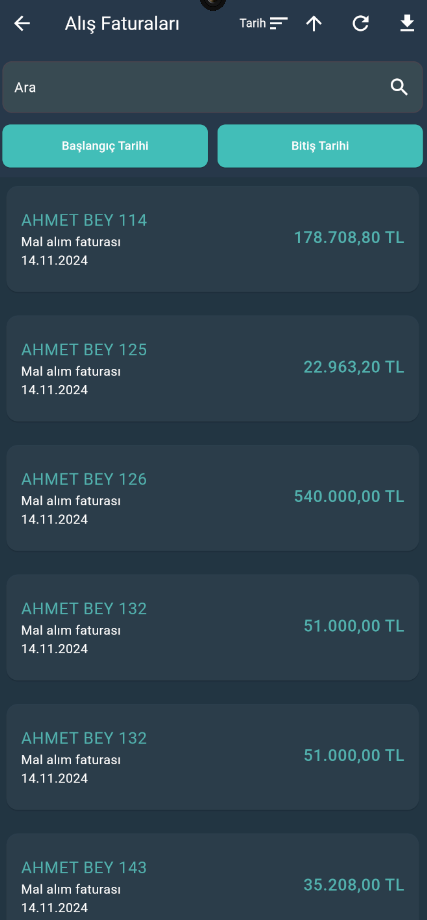 Alış Faturaları Tarih
Ara
Başlangıç Tarihi Bitiş Tarihi
AHMET BEY 114
Mal alım faturası
178.708,80 TL
14.11.2024
AHMET BEY 125
Mal alım faturası
22.963,20 TL
14.11.2024
AHMET BEY 126
Mal alım faturası
540.000,00 TL
14.11.2024
AHMET BEY 132
Mal alım faturası
51.000,00 TL
14.11.2024
AHMET BEY 132
Mal alım faturası
51.000,00 TL
14.11.2024
AHMET BEY 143
Mal alım faturası
35.208,00 TL
14.11.2024